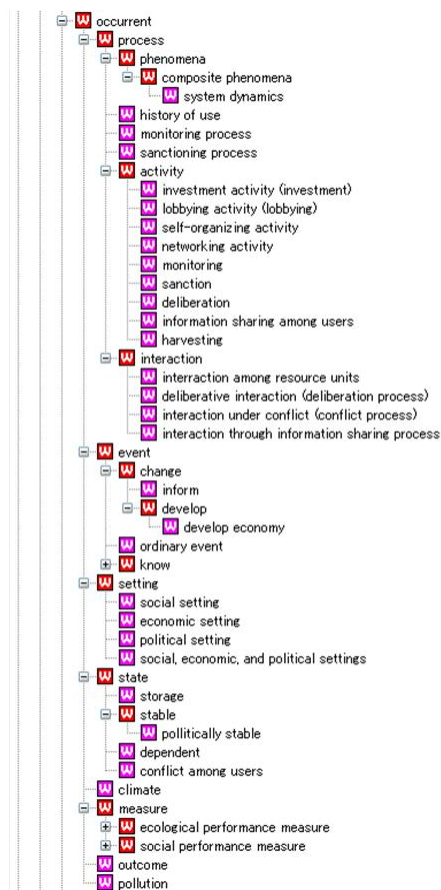 occurrent
process
phenomena
composite phenomena
system dynamics
history of use
monitoring process
sanctioning process
activity
investment activity (investment)
lobbying activity (lobbying)
self-organizing activity
networking activity
monitoring
sanction
deliberation
information sharing among users
harvesting
interaction
interraction among resource units
deliberative interaction (deliberation process)
interaction under conflict (conflict process)
interaction through information sharing process
event
change
inform
develop
develop economy
ordinary event
know
setting
social setting
economic setting
political setting
social, economic, and political settings
state
storage
stable
pollitically stable
dependent
conflict among users
climate
measure
ecological performance measure
social performance measure
outcome
pollution